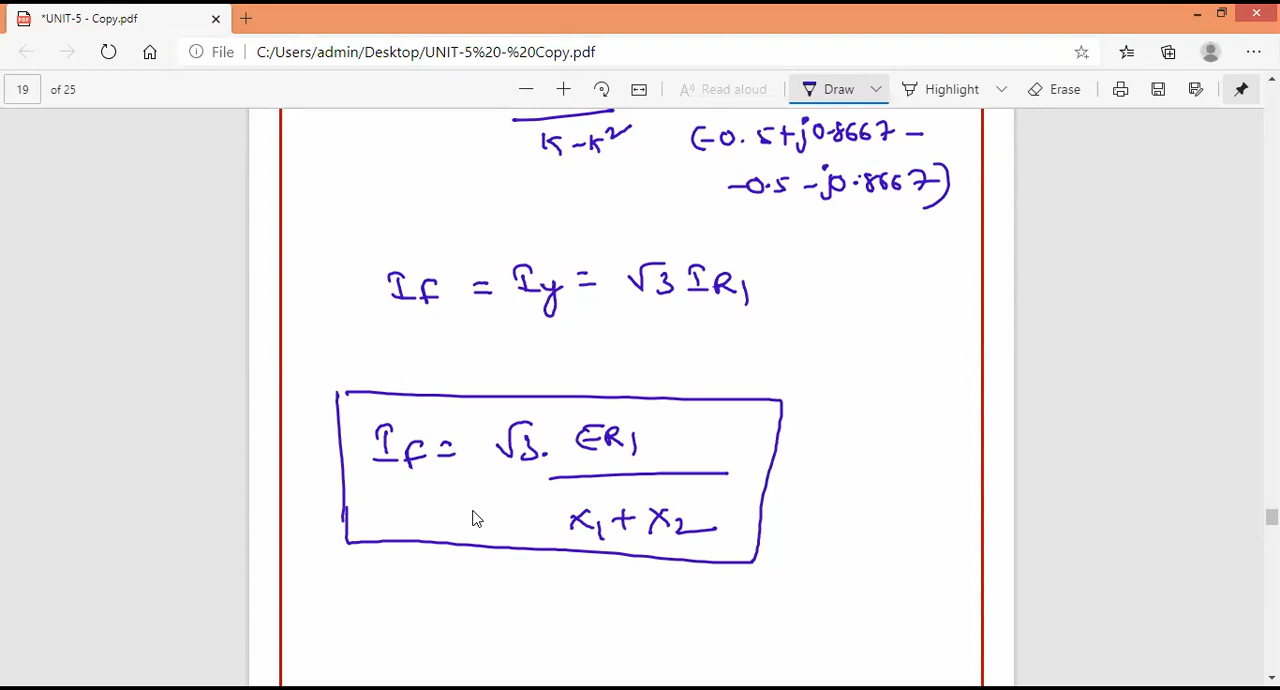 *UNIT-5 - Copy.pdf
File C:/Users/admin/Desktop/UNIT-5%20-%20Copy.pdf
19 of 25 Read aloud Draw Highlight Erase
K - K²
(-0.5 + j0.8667 -
-0.5 - j0.8667)
If = Iy = √3 IR1
If = √3. ER1
X1 + X2